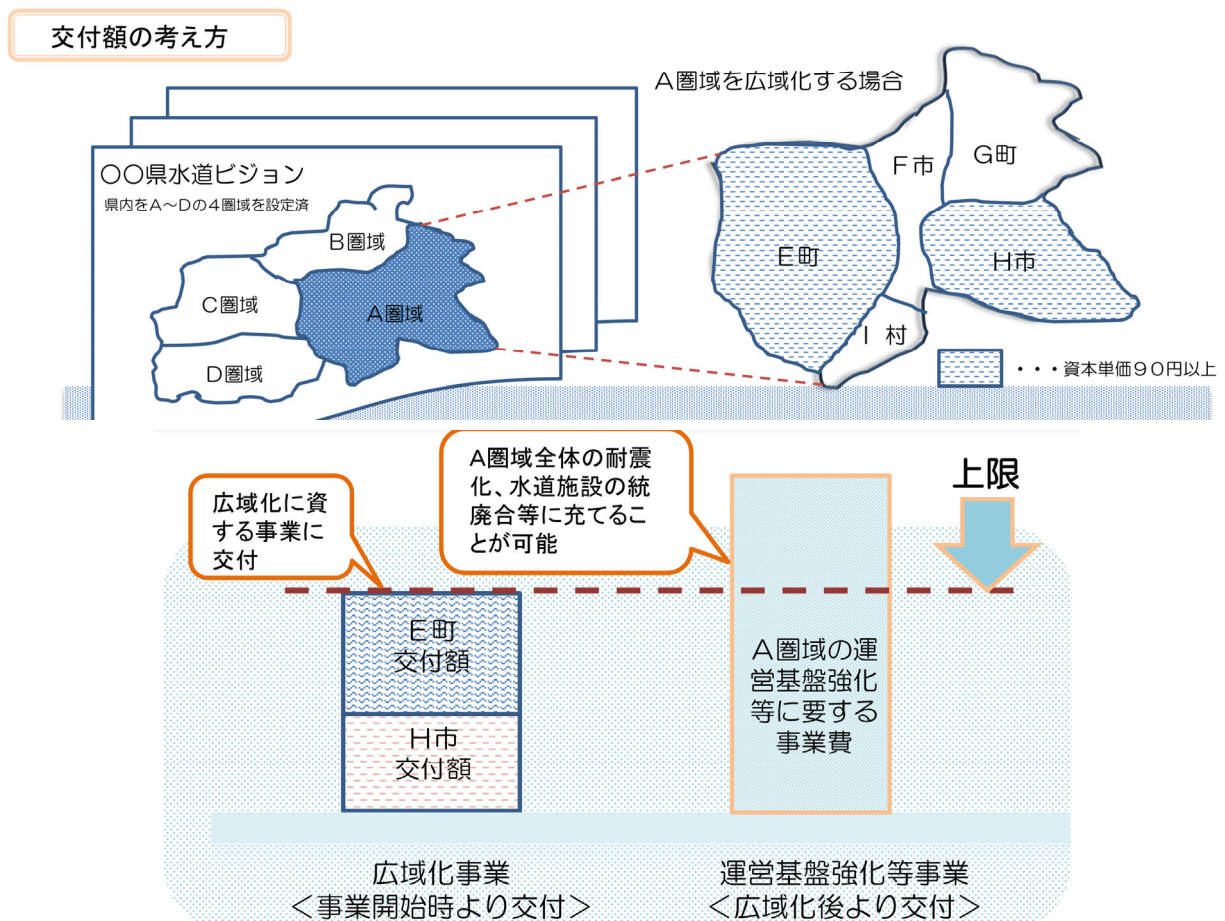 交付額の考え方
A圏域を広域化する場合
〇〇県水道ビジョン
県内をA～Dの4圏域を設定済
B圏域
C圏域
A圏域
D圏域
F市
G町
E町
H市
I 村
・・・資本単価90円以上
広域化に資
する事業に
交付
A圏域全体の耐震
化、水道施設の統
廃合等に充てるこ
とが可能
上限
E町
交付額
H市
交付額
A圏域の運
営基盤強化
等に要する
事業費
広域化事業
＜事業開始時より交付＞
運営基盤強化等事業
＜広域化後より交付＞